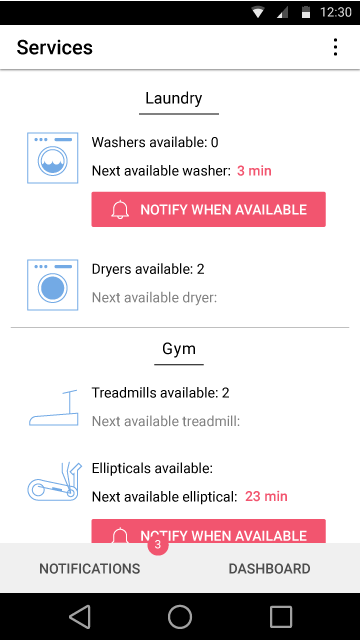 12:30
Services
Laundry
Washers available: 0
Next available washer: 3 min
NOTIFY WHEN AVAILABLE
Dryers available: 2
Next available dryer:
Gym
Treadmills available: 2
Next available treadmill:
Ellipticals available:
Next available elliptical: 23 min
NOTIFY WHEN AVAILABLE
3
NOTIFICATIONS
DASHBOARD